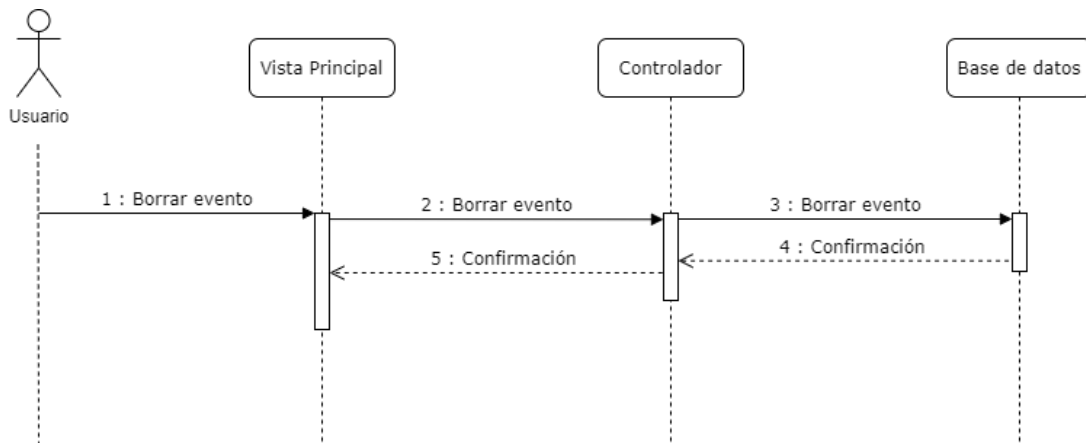 Usuario
Vista Principal
Controlador
Base de datos
1 : Borrar evento
2 : Borrar evento
3 : Borrar evento
4 : Confirmación
5 : Confirmación